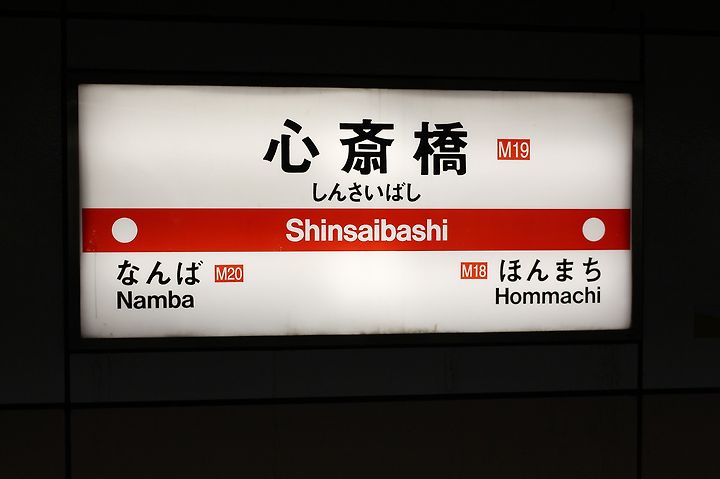 心斎橋 M19
しんさいばし
Shinsaibashi
なんば M20
Namba
M18 ほんまち
Hommachi